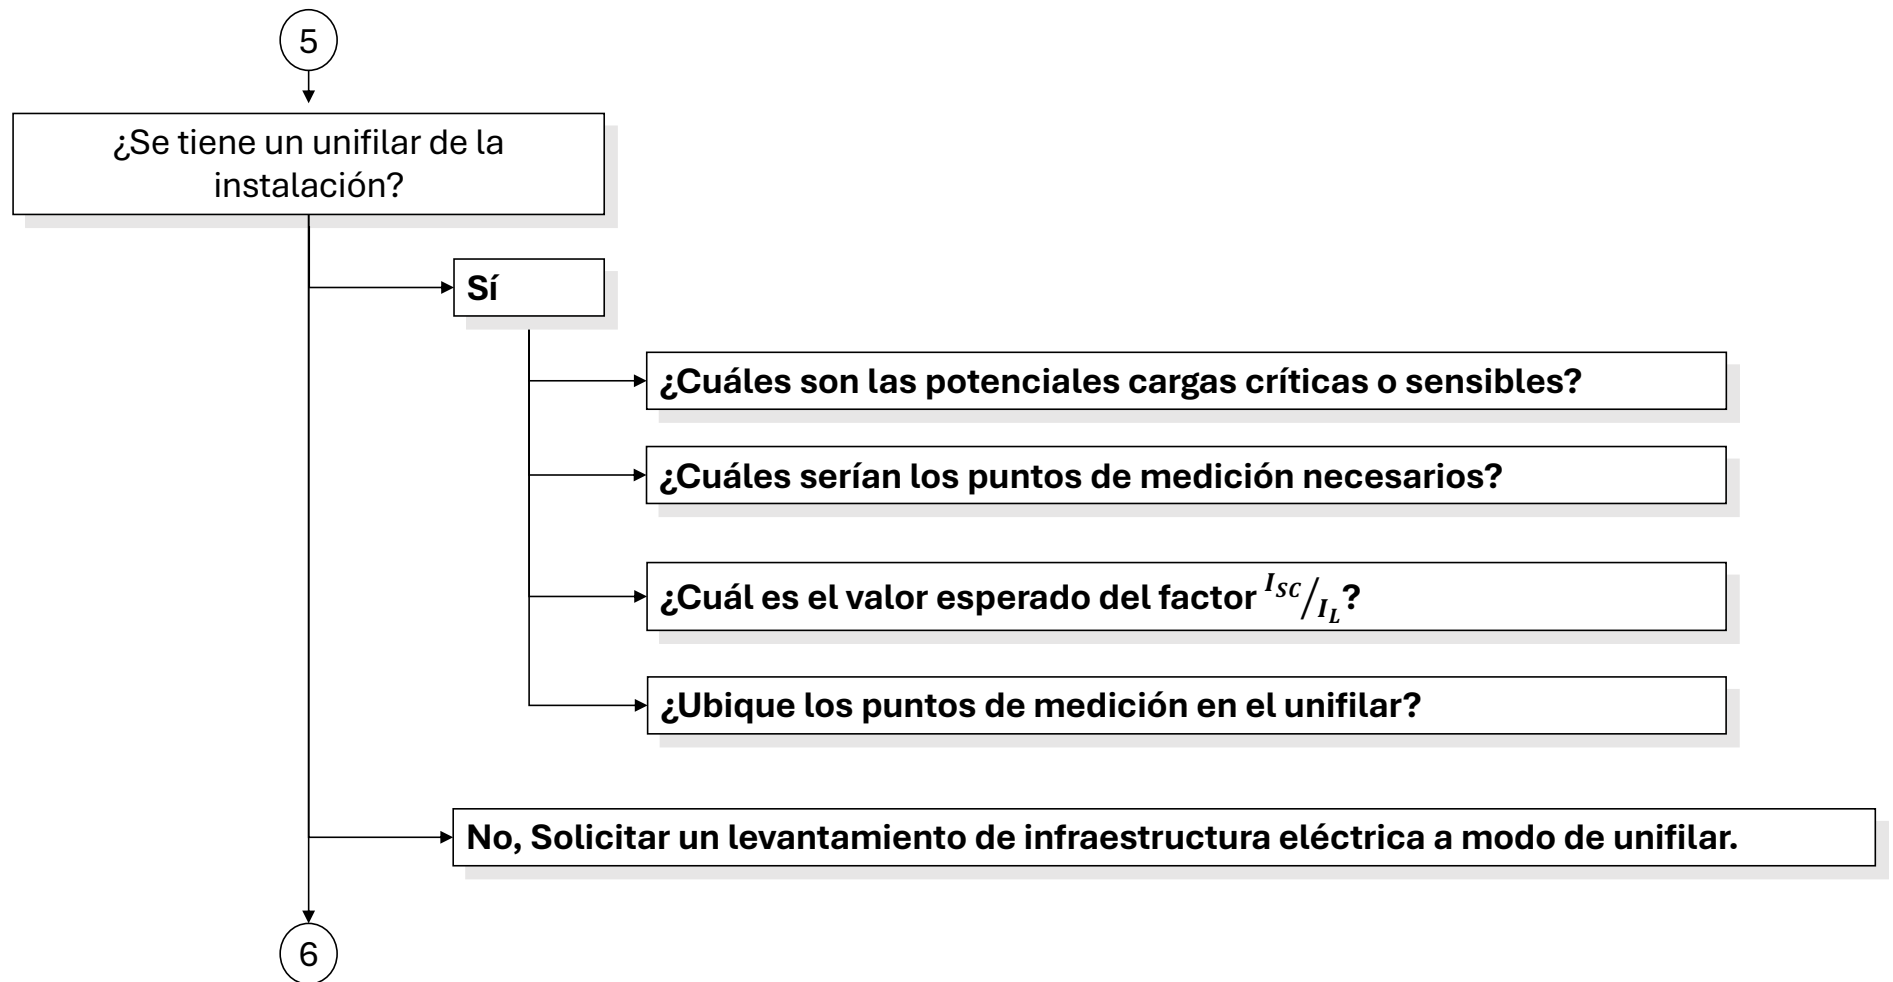 5
¿Se tiene un unifilar de la
instalación?
Sí
¿Cuáles son las potenciales cargas críticas o sensibles?
¿Cuáles serían los puntos de medición necesarios?
¿Cuál es el valor esperado del factor I_SC/I_L?
¿Ubique los puntos de medición en el unifilar?
No, Solicitar un levantamiento de infraestructura eléctrica a modo de unifilar.
6